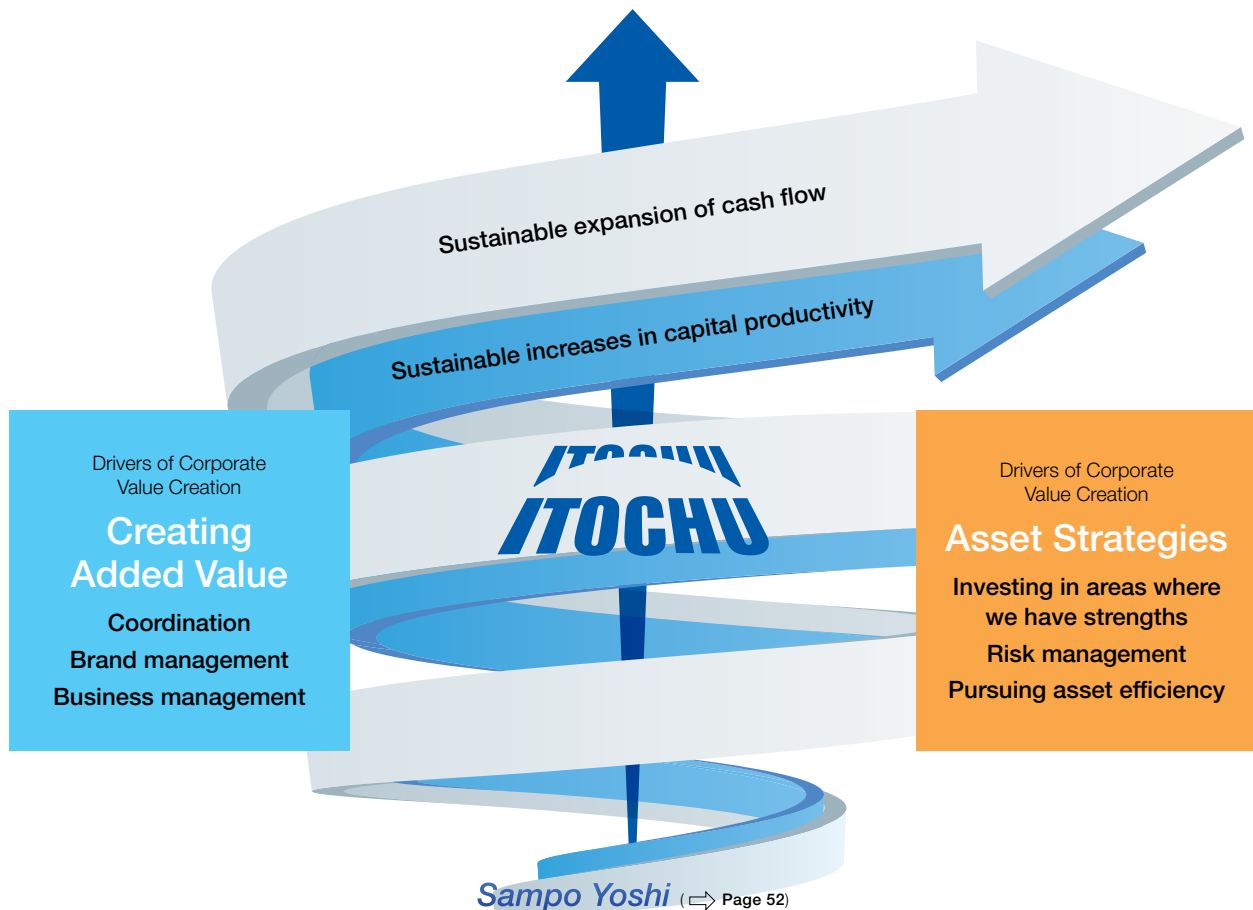 Sustainable expansion of cash flow
Sustainable increases in capital productivity
Drivers of Corporate
Value Creation
Creating
Added Value
Coordination
Brand management
Business management
ITOCHU
ITOCHU
Drivers of Corporate
Value Creation
Asset Strategies
Investing in areas where
we have strengths
Risk management
Pursuing asset efficiency
Sampo Yoshi (⇨ Page 52)